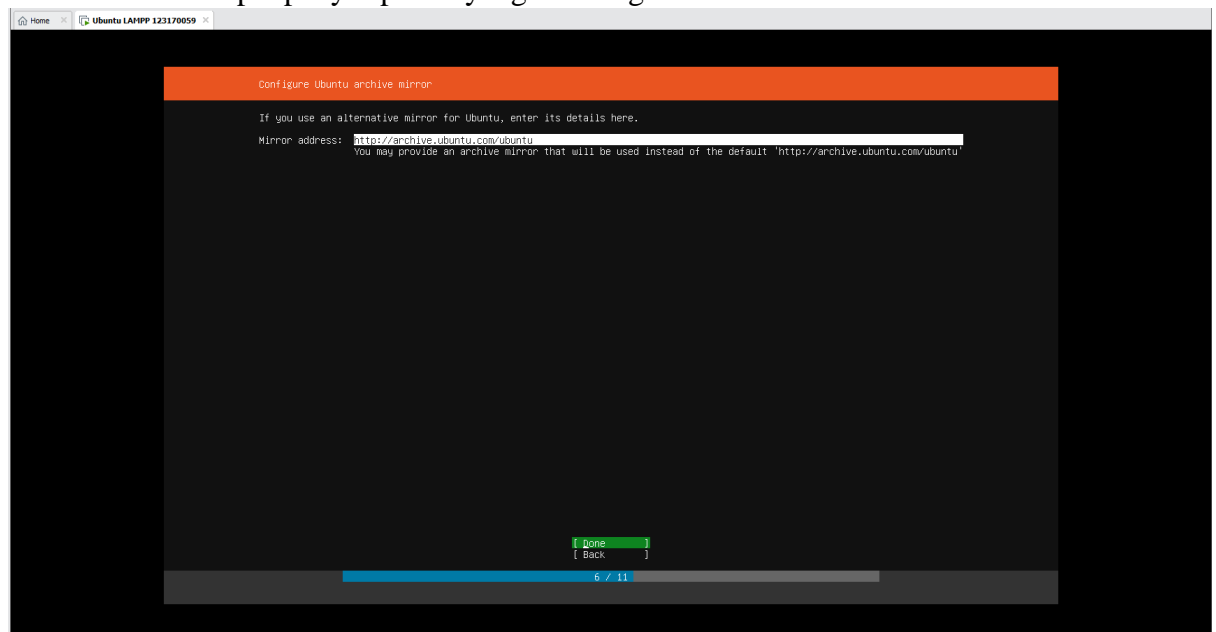 Home × Ubuntu LAMPP 123170059 ×
Configure Ubuntu archive mirror
If you use an alternative mirror for Ubuntu, enter its details here.
Mirror address: http://archive.ubuntu.com/ubuntu
You may provide an archive mirror that will be used instead of the default 'http://archive.ubuntu.com/ubuntu'
[ Done ]
[ Back ]
6 / 11